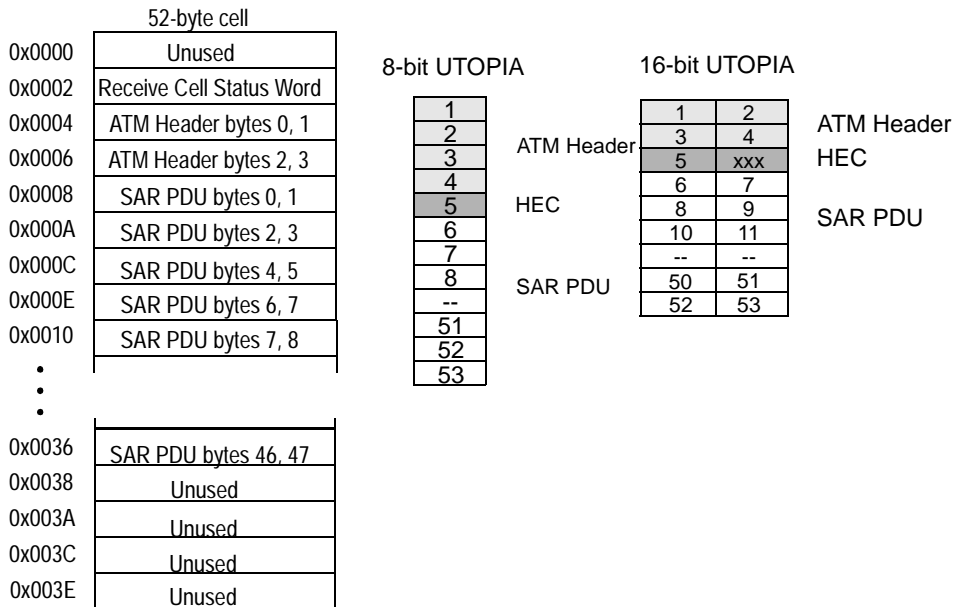 52-byte cell
0x0000 Unused
0x0002 Receive Cell Status Word
0x0004 ATM Header bytes 0, 1
0x0006 ATM Header bytes 2, 3
0x0008 SAR PDU bytes 0, 1
0x000A SAR PDU bytes 2, 3
0x000C SAR PDU bytes 4, 5
0x000E SAR PDU bytes 6, 7
0x0010 SAR PDU bytes 7, 8
0x0036 SAR PDU bytes 46, 47
0x0038 Unused
0x003A Unused
0x003C Unused
0x003E Unused
8-bit UTOPIA
1
2
3
4
5
6
7
8
--
51
52
53
ATM Header
HEC
SAR PDU
16-bit UTOPIA
1 2
3 4
5 xxx
6 7
8 9
10 11
-- --
50 51
52 53
ATM Header
HEC
SAR PDU